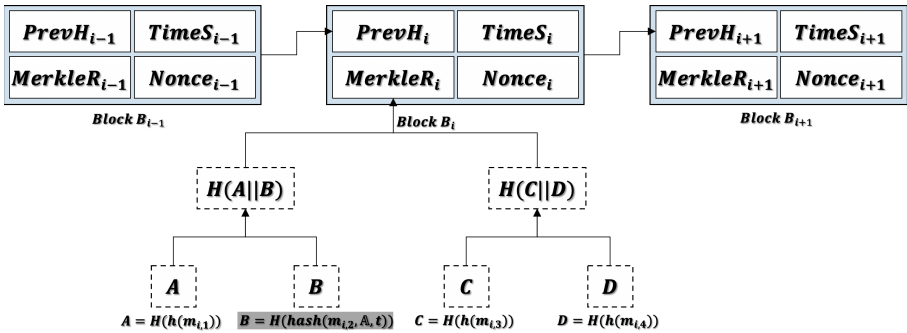 PrevH_{i-1} TimeS_{i-1} PrevH_i TimeS_i PrevH_{i+1} TimeS_{i+1}
MerkleR_{i-1} Nonce_{i-1} MerkleR_i Nonce_i MerkleR_{i+1} Nonce_{i+1}
Block B_{i-1} Block B_i Block B_{i+1}
H(A||B) H(C||D)
A B C D
A = H(h(m_{i,1})) B = H(hash(m_{i,2}, 𝔸, t)) C = H(h(m_{i,3})) D = H(h(m_{i,4}))